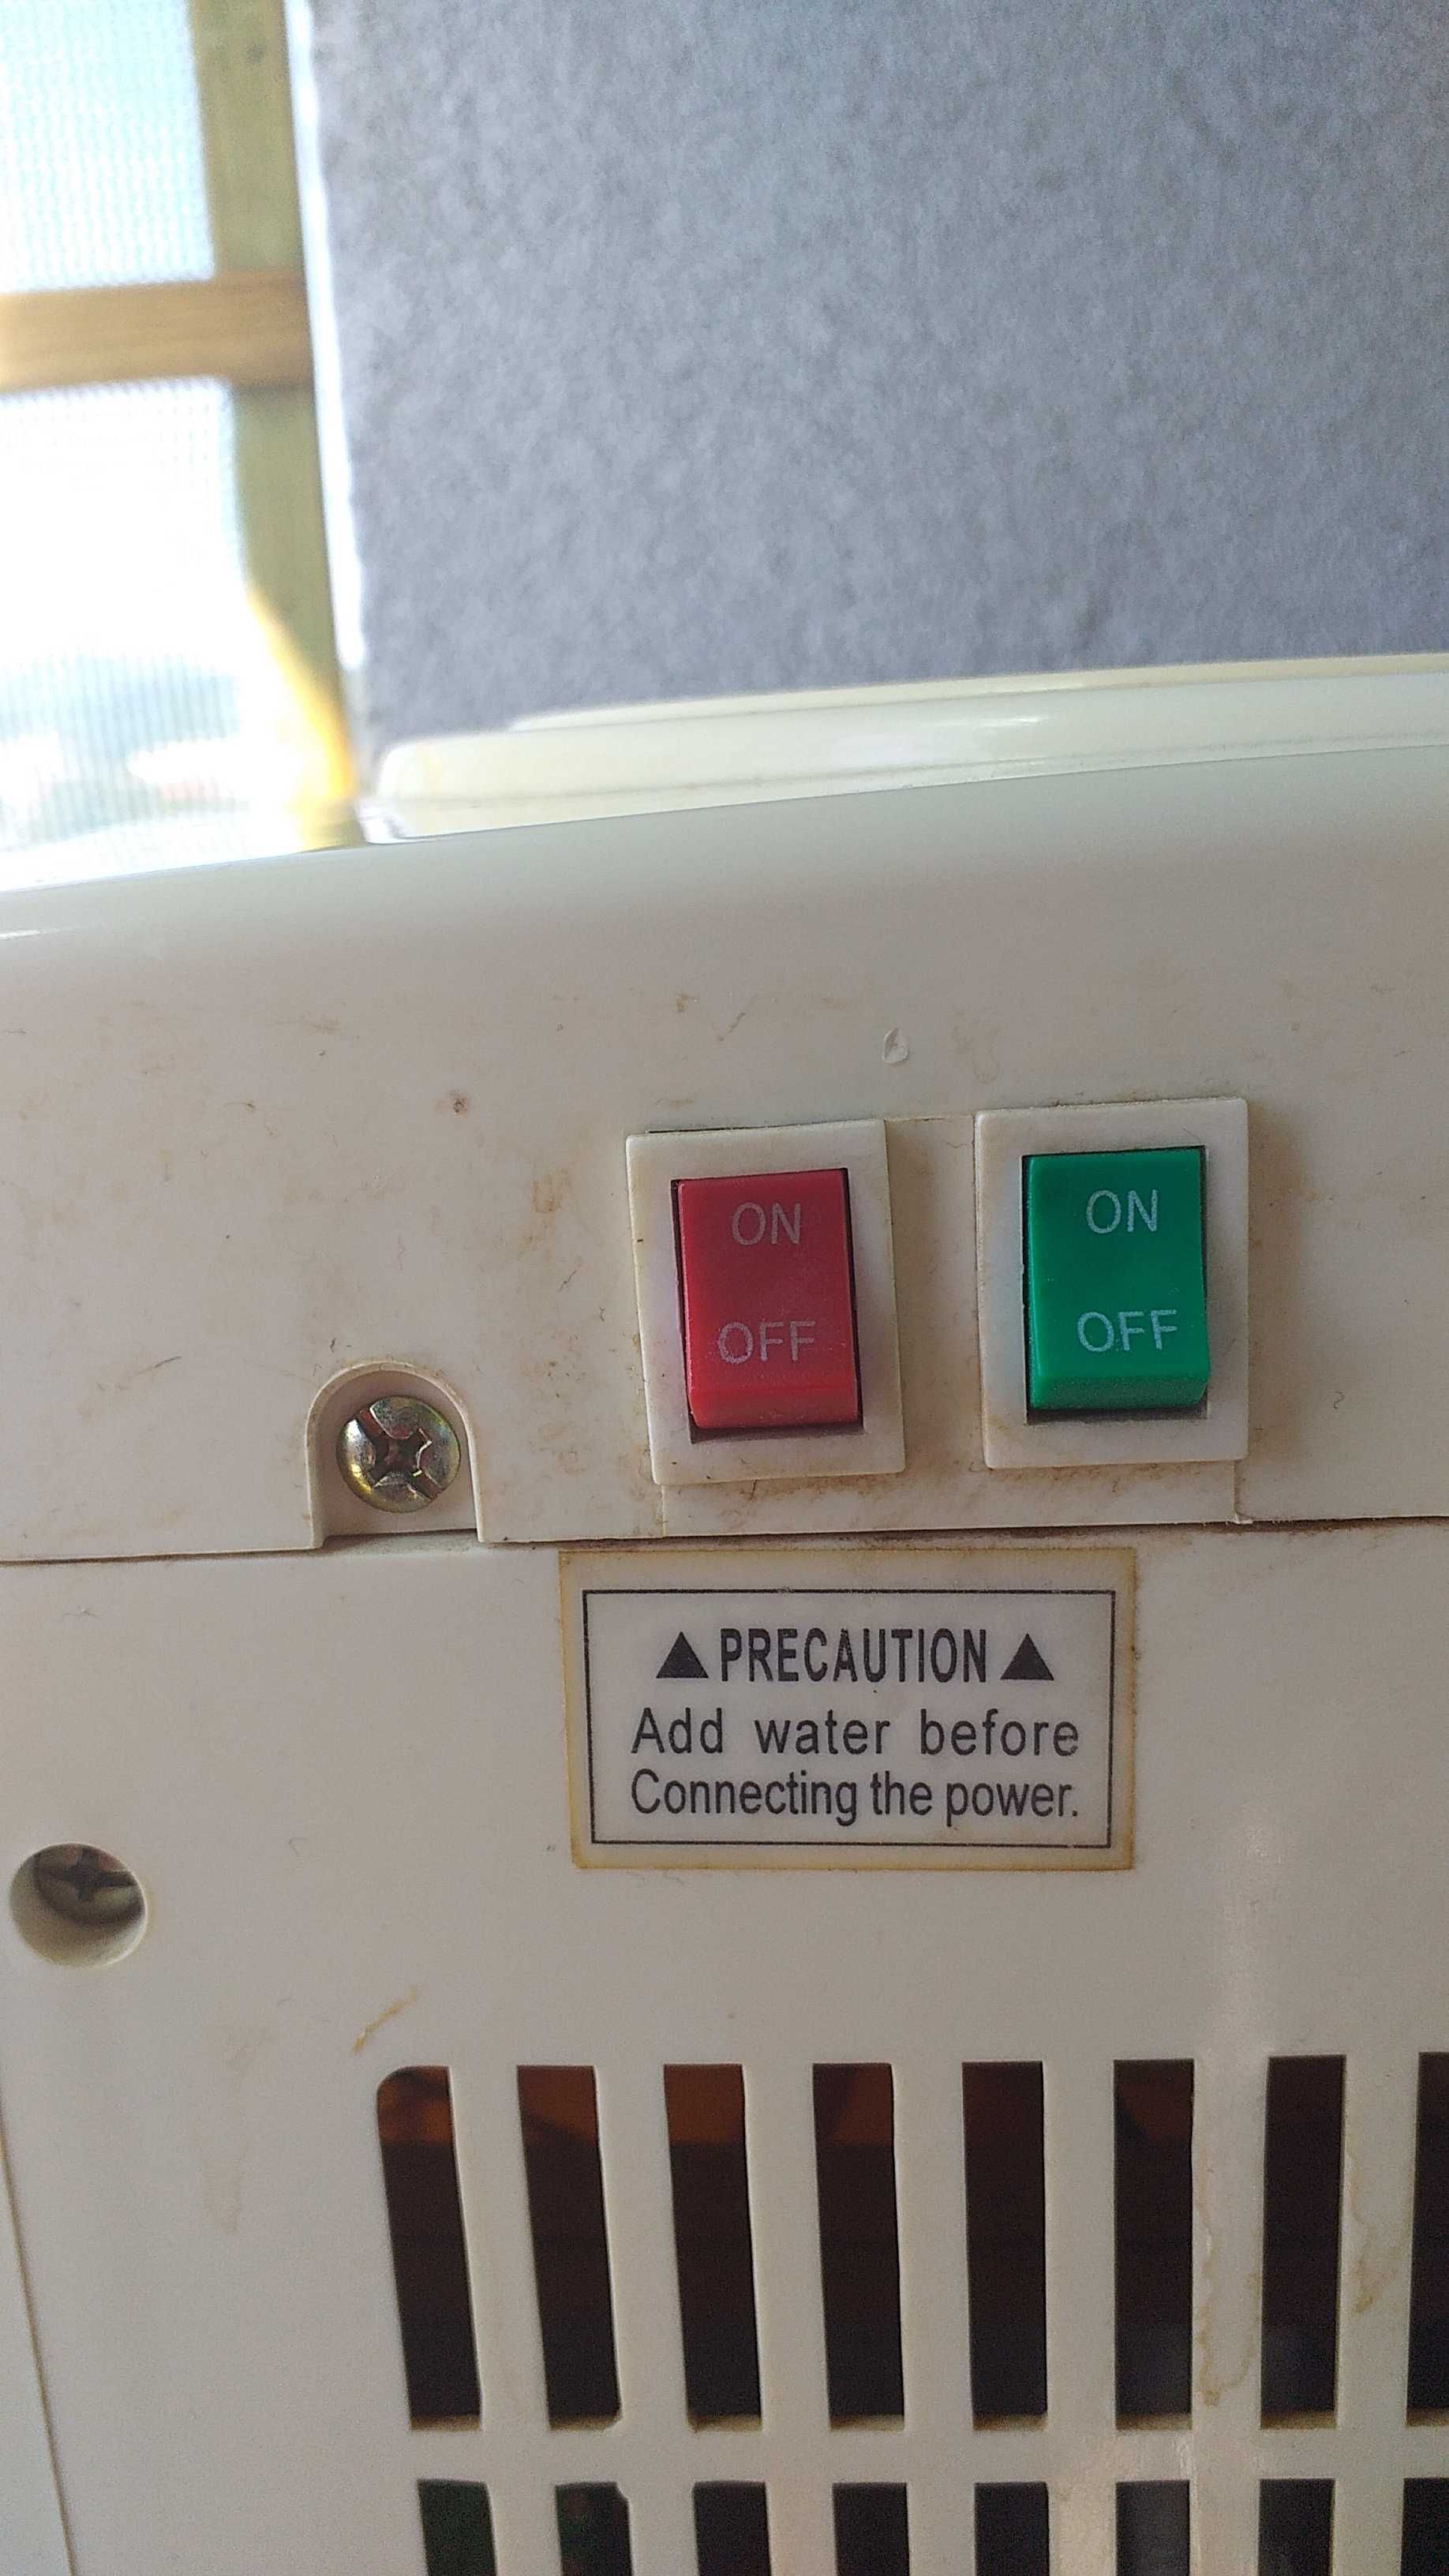 ON
OFF
ON
OFF
PRECAUTION
Add water before
Connecting the power.